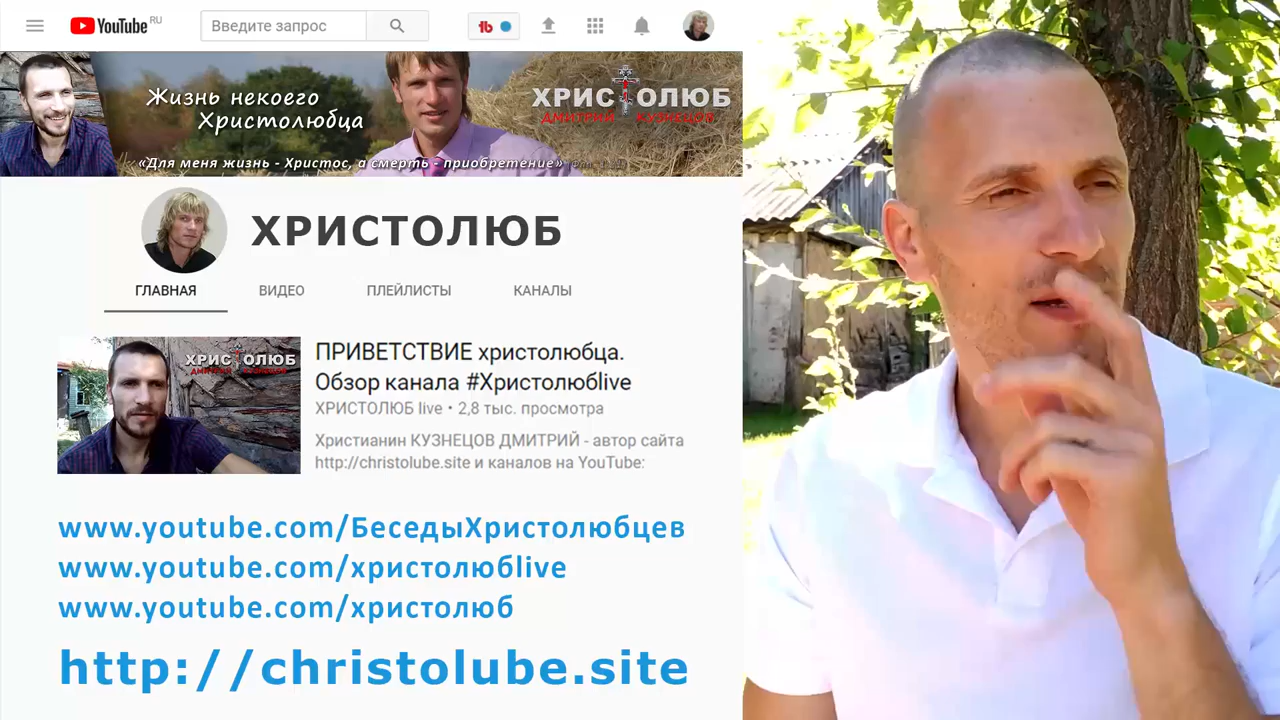 YouTube RU
Введите запрос
Жизнь некоего
Христолюбца
ХРИСТОЛЮБ
ДМИТРИЙ КУЗНЕЦОВ
«Для меня жизнь - Христос, а смерть - приобретение»
ХРИСТОЛЮБ
ГЛАВНАЯ ВИДЕО ПЛЕЙЛИСТЫ КАНАЛЫ
ХРИСТОЛЮБ
ДМИТРИЙ КУЗНЕЦОВ
ПРИВЕТСТВИЕ христолюбца.
Обзор канала #Христолюбlive
ХРИСТОЛЮБ live • 2,8 тыс. просмотра
Христианин КУЗНЕЦОВ ДМИТРИЙ - автор сайта
http://christolube.site и каналов на YouTube:
www.youtube.com/БеседыХристолюбцев
www.youtube.com/христолюбlive
www.youtube.com/христолюб
http://christolube.site